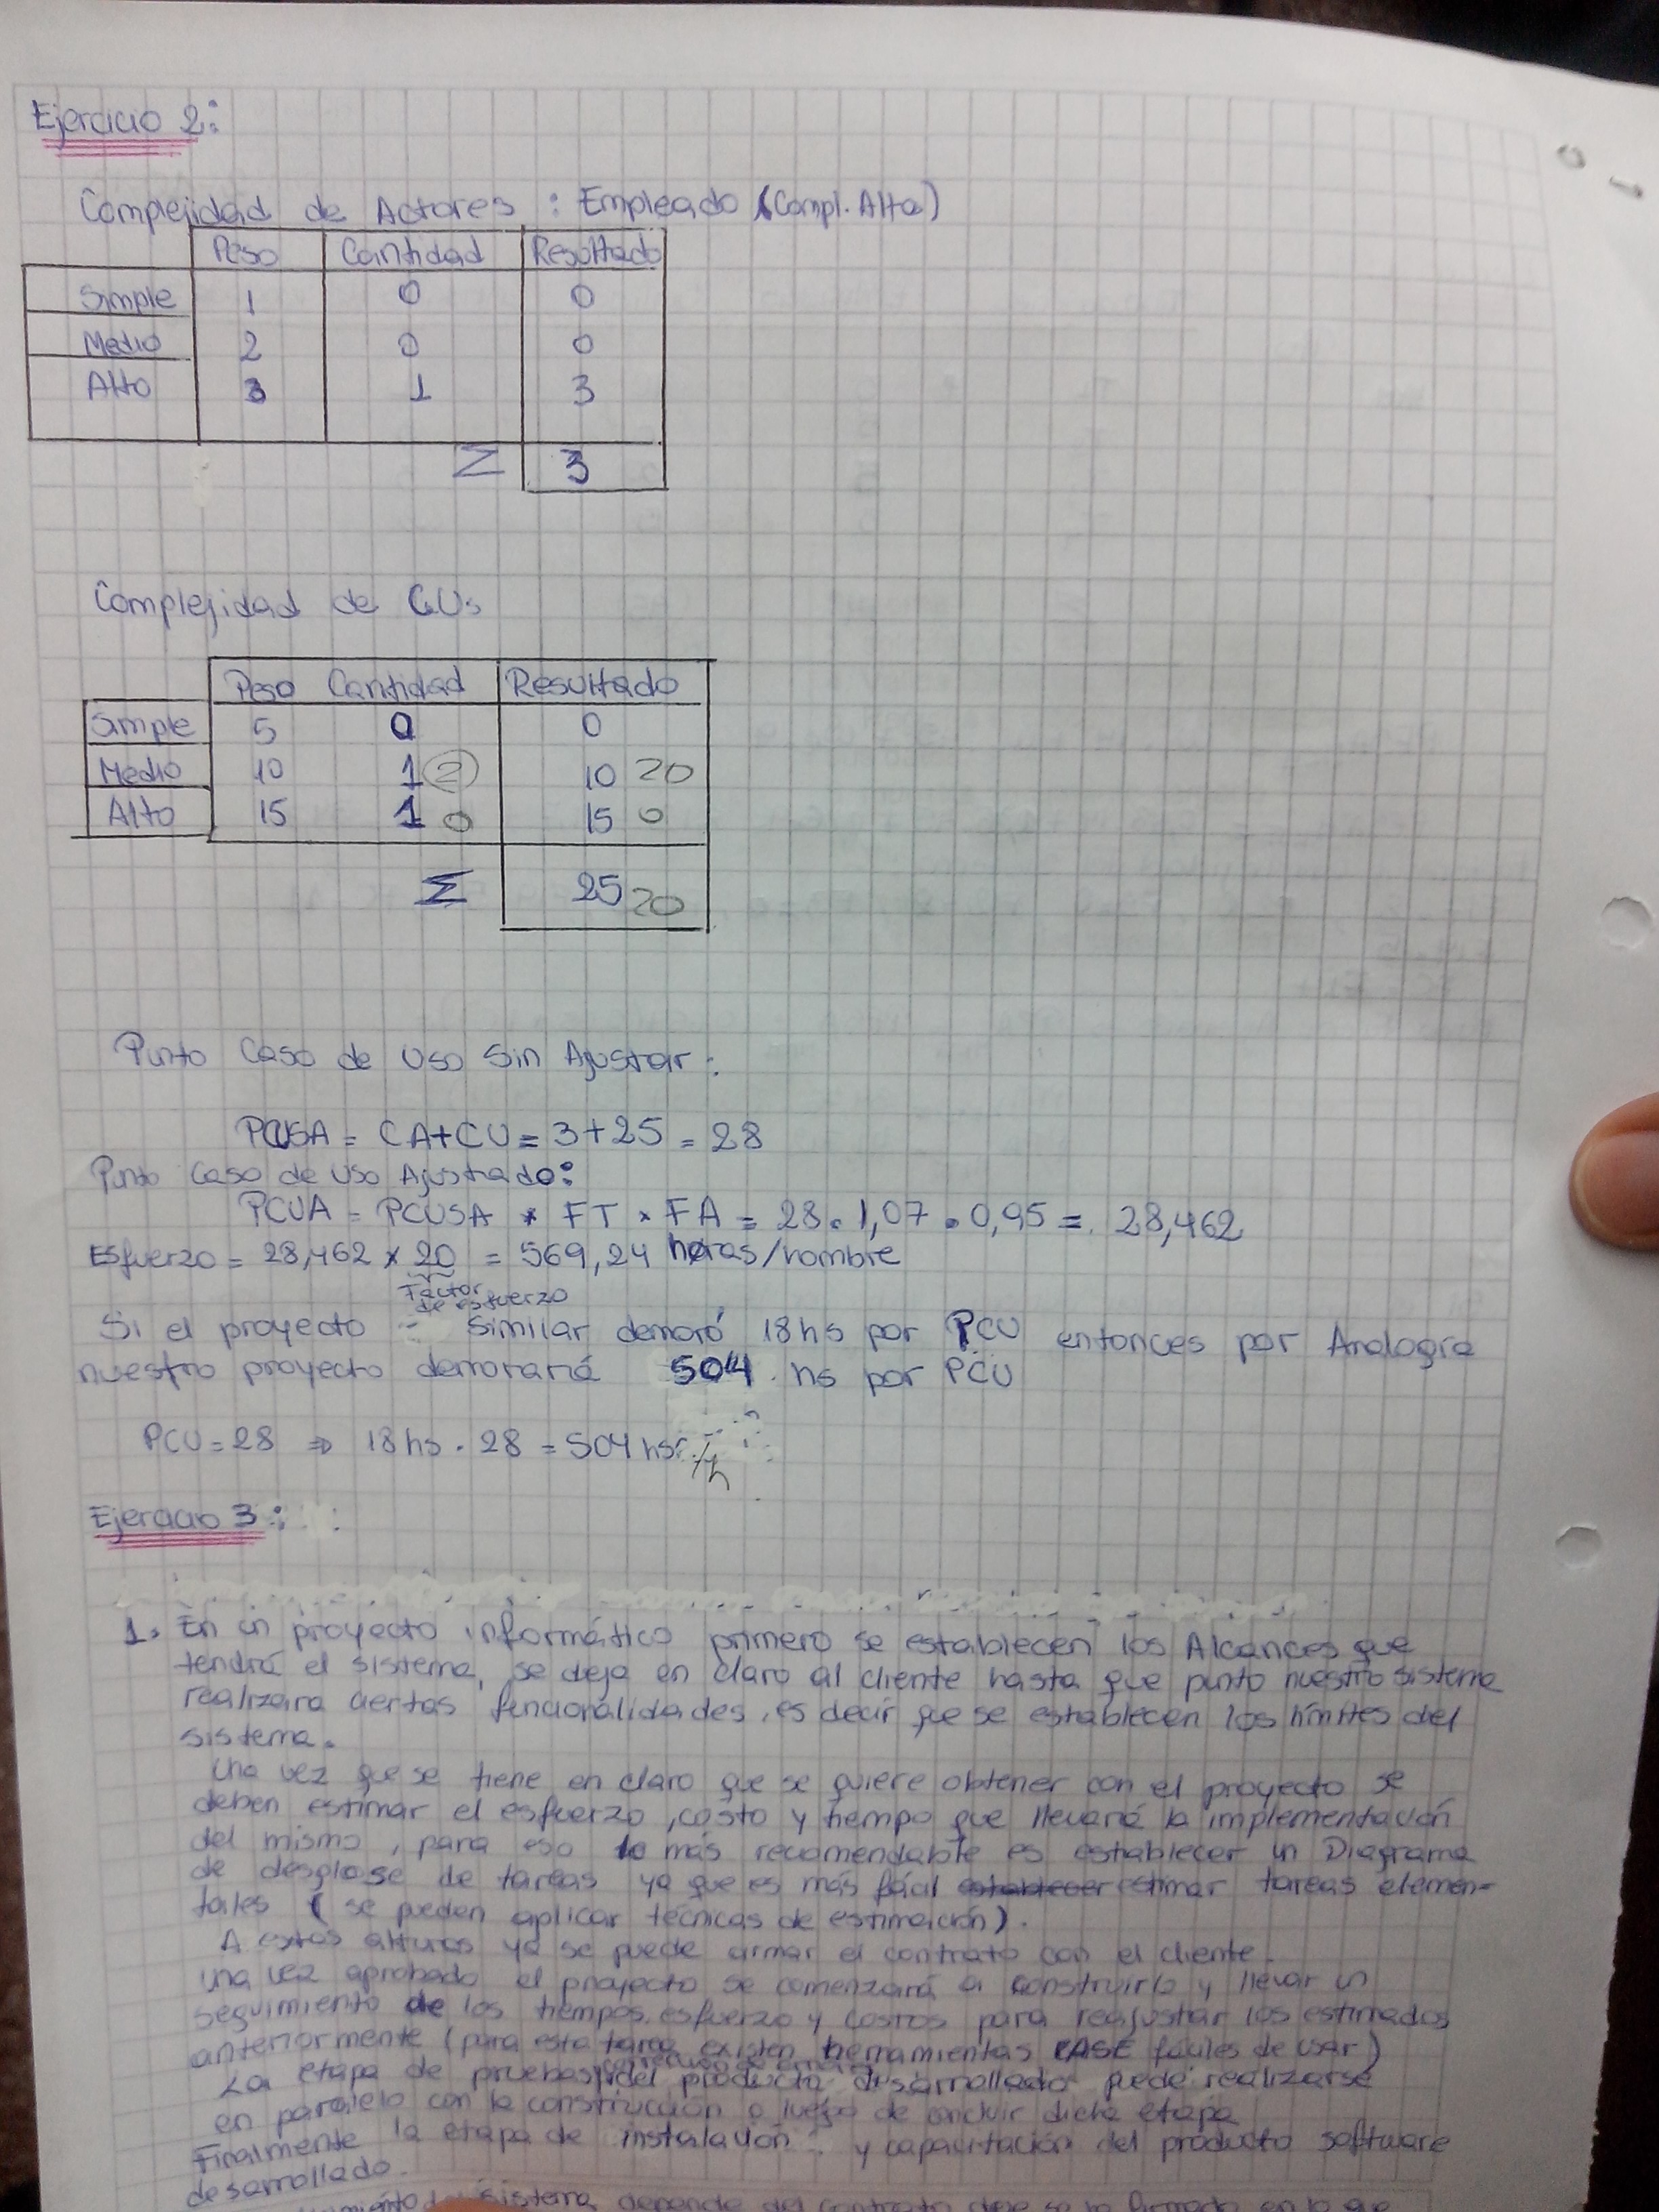 Ejercicio 2:
Complejidad de Actores : Empleado (Compl. Alta)
Peso Cantidad Resultado
Simple 1 0 0
Medio 2 0 0
Alto 3 1 3
Σ 3
Complejidad de CUs
Peso Cantidad Resultado
Simple 5 0 0
Medio 10 1 (2) 10 20
Alto 15 1 0 15 0
Σ 25 20
Punto Caso de Uso Sin Ajustar:
PCUSA = CA+CU = 3+25 = 28
Punto Caso de Uso Ajustado:
PCUA = PCUSA * FT * FA = 28 . 1,07 . 0,95 = 28,462
Esfuerzo = 28,462 * 20 = 569,24 horas/hombre
Factor
de esfuerzo
Si el proyecto similar demoró 18hs por PCU entonces por Analogía
nuestro proyecto demorará 504 hs por PCU
PCU = 28 ⇒ 18hs . 28 = 504 hs /h
Ejercicio 3:
1. En un proyecto informático primero se establecen los Alcances que
tendrá el sistema, se deja en claro al cliente hasta que punto nuestro sistema
realizara ciertas funcionalidades, es decir que se establecen los límites del
sistema.
Una vez que se tiene en claro que se quiere obtener con el proyecto se
deben estimar el esfuerzo, costo y tiempo que llevará la implementación
del mismo, para eso lo más recomendable es establecer un Diagrama
de desglose de tareas ya que es más fácil establecer estimar tareas elemen-
tales (se pueden aplicar técnicas de estimación).
A estas alturas ya se puede armar el contrato con el cliente.
Una vez aprobado el proyecto se comenzará a construirlo y llevar un
seguimiento de los tiempos, esfuerzo y costos para reajustar los estimados
anteriormente (para esta tarea existen herramientas CASE fáciles de usar)
corrección de errores
La etapa de pruebas y del producto desarrollado puede realizarse
en paralelo con la construcción o luego de concluir dicha etapa
Finalmente la etapa de instalación y capacitación del producto software
desarrollado.
sistema depende del contrato que se ha firmado en lo que